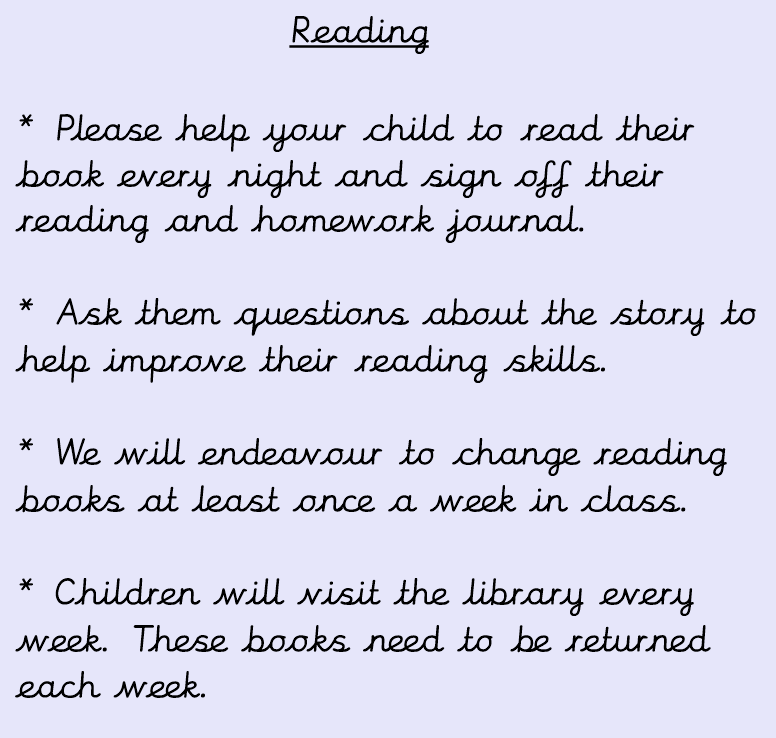 Reading
* Please help your child to read their
book every night and sign off their
reading and homework journal.
* Ask them questions about the story to
help improve their reading skills.
* We will endeavour to change reading
books at least once a week in class.
* Children will visit the library every
week. These books need to be returned
each week.